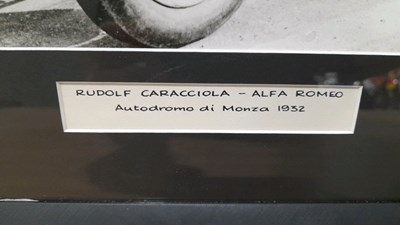 RUDOLF CARACCIOLA - ALFA ROMEO
Autodromo di Monza 1932